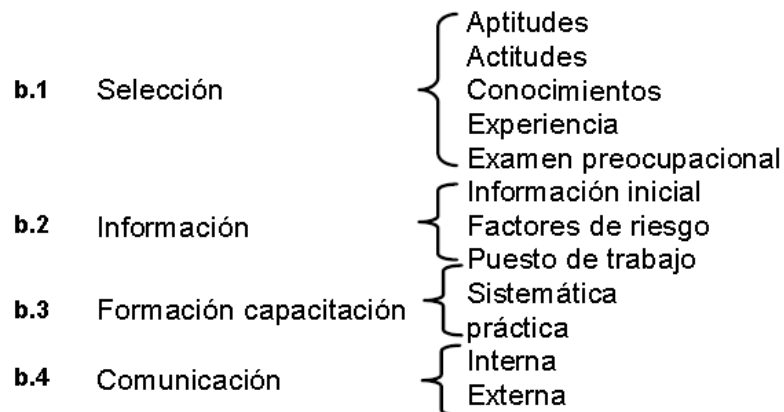 b.1 Selección
Aptitudes
Actitudes
Conocimientos
Experiencia
Examen preocupacional
b.2 Información
Información inicial
Factores de riesgo
Puesto de trabajo
b.3 Formación capacitación
Sistemática
práctica
b.4 Comunicación
Interna
Externa